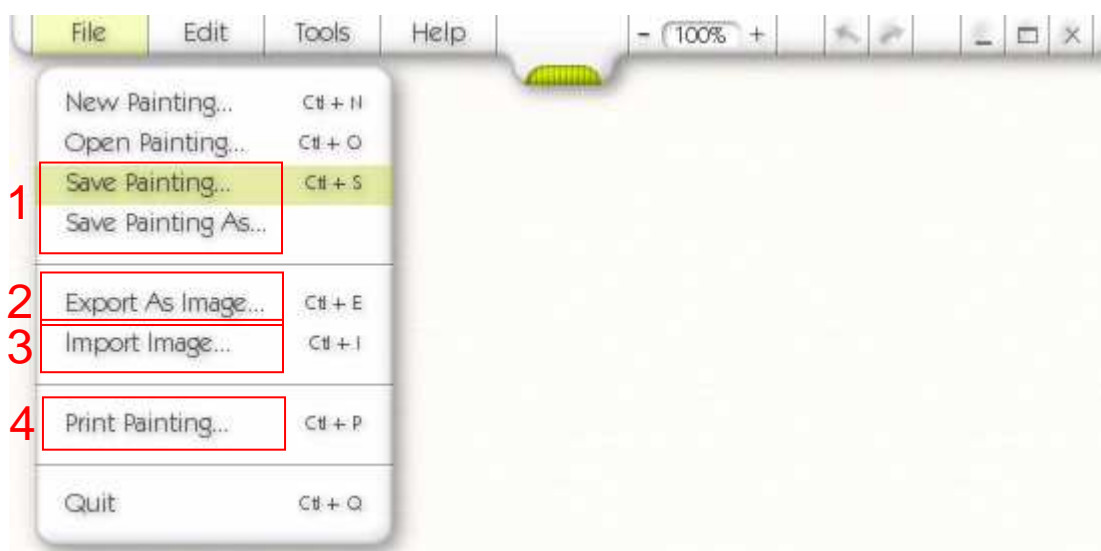 File Edit Tools Help - 100% +
New Painting... Ctl + N
Open Painting... Ctl + O
1 Save Painting... Ctl + S
Save Painting As...
2 Export As Image... Ctl + E
3 Import Image... Ctl + I
4 Print Painting... Ctl + P
Quit Ctl + Q